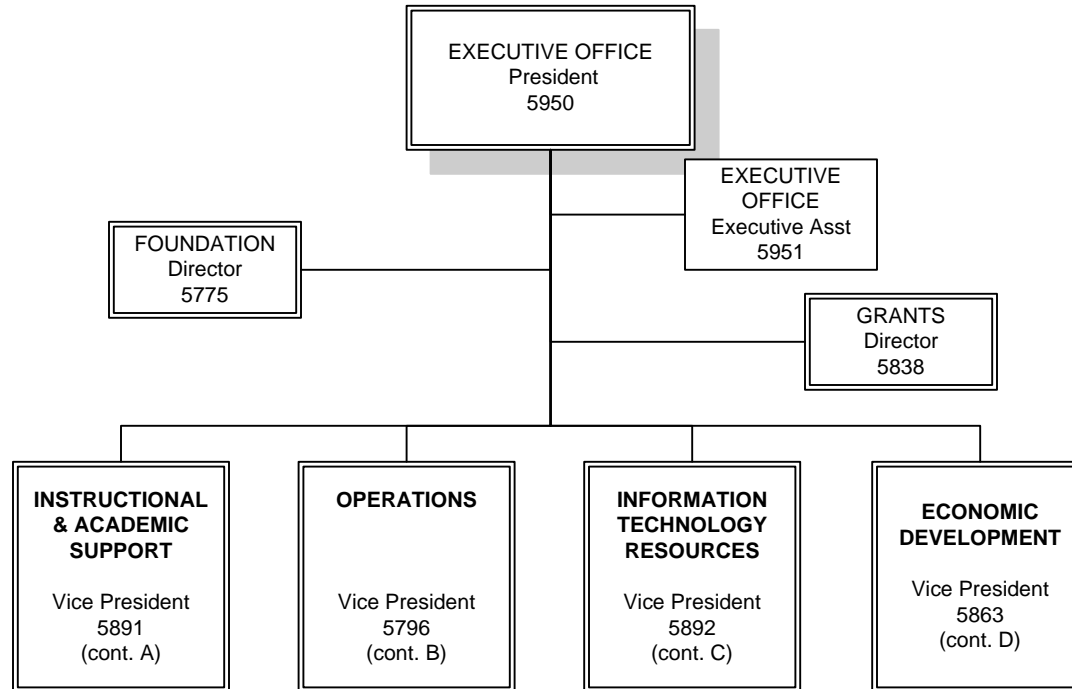 EXECUTIVE OFFICE
President
5950
EXECUTIVE
OFFICE
Executive Asst
5951
FOUNDATION
Director
5775
GRANTS
Director
5838
INSTRUCTIONAL
& ACADEMIC
SUPPORT
Vice President
5891
(cont. A)
OPERATIONS
Vice President
5796
(cont. B)
INFORMATION
TECHNOLOGY
RESOURCES
Vice President
5892
(cont. C)
ECONOMIC
DEVELOPMENT
Vice President
5863
(cont. D)